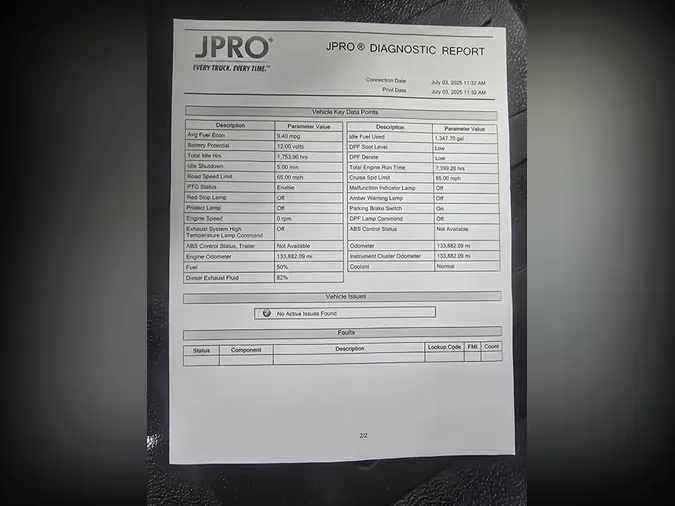 JPRO®
EVERY TRUCK. EVERY TIME.™
JPRO® DIAGNOSTIC REPORT
Connection Date: July 03, 2025 11:32 AM
Print Date: July 03, 2025 11:32 AM
Vehicle Key Data Points
Description Parameter Value Description Parameter Value
Avg Fuel Econ 9.40 mpg Idle Fuel Used 1,347.70 gal
Battery Potential 12.00 volts DPF Soot Level Low
Total Idle Hrs 1,753.90 hrs DPF Derate Low
Idle Shutdown 5.00 min Total Engine Run Time 7,399.20 hrs
Road Speed Limit 65.00 mph Cruise Spd Limit 65.00 mph
PTO Status Enable Malfunction Indicator Lamp Off
Red Stop Lamp Off Amber Warning Lamp Off
Protect Lamp Off Parking Brake Switch On
Engine Speed 0 rpm DPF Lamp Command Off
Exhaust System High Off ABS Control Status Not Available
Temperature Lamp Command
ABS Control Status, Trailer Not Available Odometer 133,882.09 mi
Engine Odometer 133,882.09 mi Instrument Cluster Odometer 133,882.09 mi
Fuel 50% Coolent Normal
Diesel Exhaust Fluid 82%
Vehicle Issues
No Active Issues Found
Faults
Status Component Description Lookup Code FMI Count
2/2